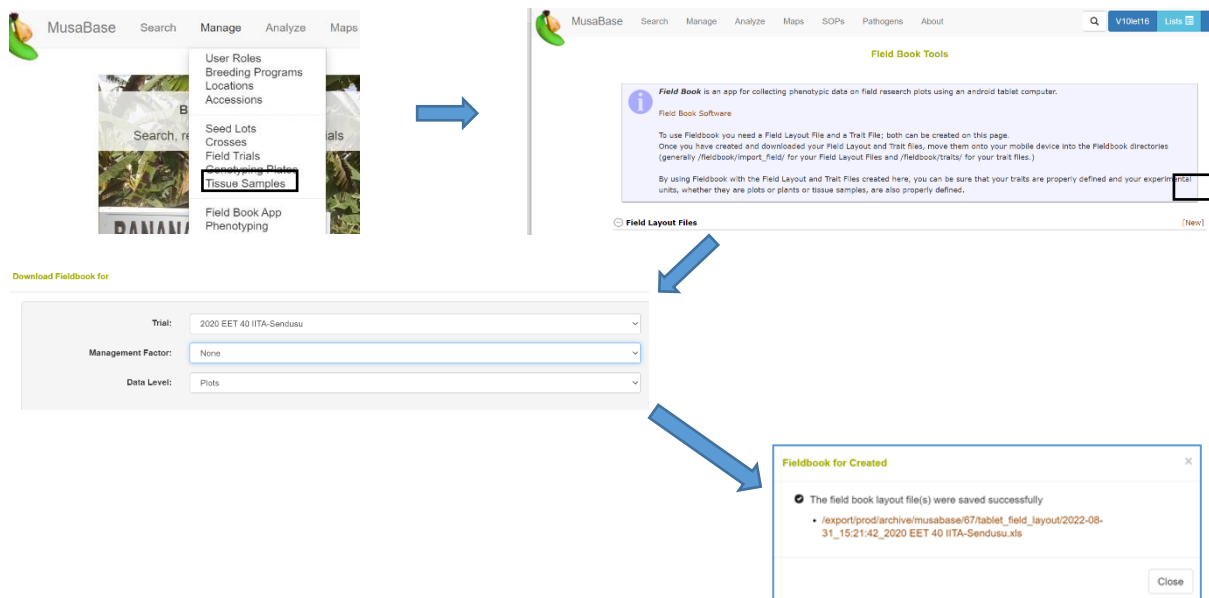 MusaBase Search Manage Analyze Maps
User Roles
Breeding Programs
Locations
Accessions
Seed Lots
Crosses
Field Trials
Genotyping Plates
Tissue Samples
Field Book App
Phenotyping
B
Search, re
ials
BANANA
MusaBase Search Manage Analyze Maps SOPs Pathogens About V10let16 Lists
Field Book Tools
Field Book is an app for collecting phenotypic data on field research plots using an android tablet computer.
Field Book Software
To use Fieldbook you need a Field Layout File and a Trait File; both can be created on this page.
Once you have created and downloaded your Field Layout and Trait files, move them onto your mobile device into the Fieldbook directories
(generally /fieldbook/import_field/ for your Field Layout Files and /fieldbook/traits/ for your trait files.)
By using Fieldbook with the Field Layout and Trait Files created here, you can be sure that your traits are properly defined and your experimental
units, whether they are plots or plants or tissue samples, are also properly defined.
Field Layout Files [New]
Download Fieldbook for
Trial: 2020 EET 40 IITA-Sendusu
Management Factor: None
Data Level: Plots
Fieldbook for Created ×
The field book layout file(s) were saved successfully
• /export/prod/archive/musabase/67/tablet_field_layout/2022-08-
31_15:21:42_2020 EET 40 IITA-Sendusu.xls
Close